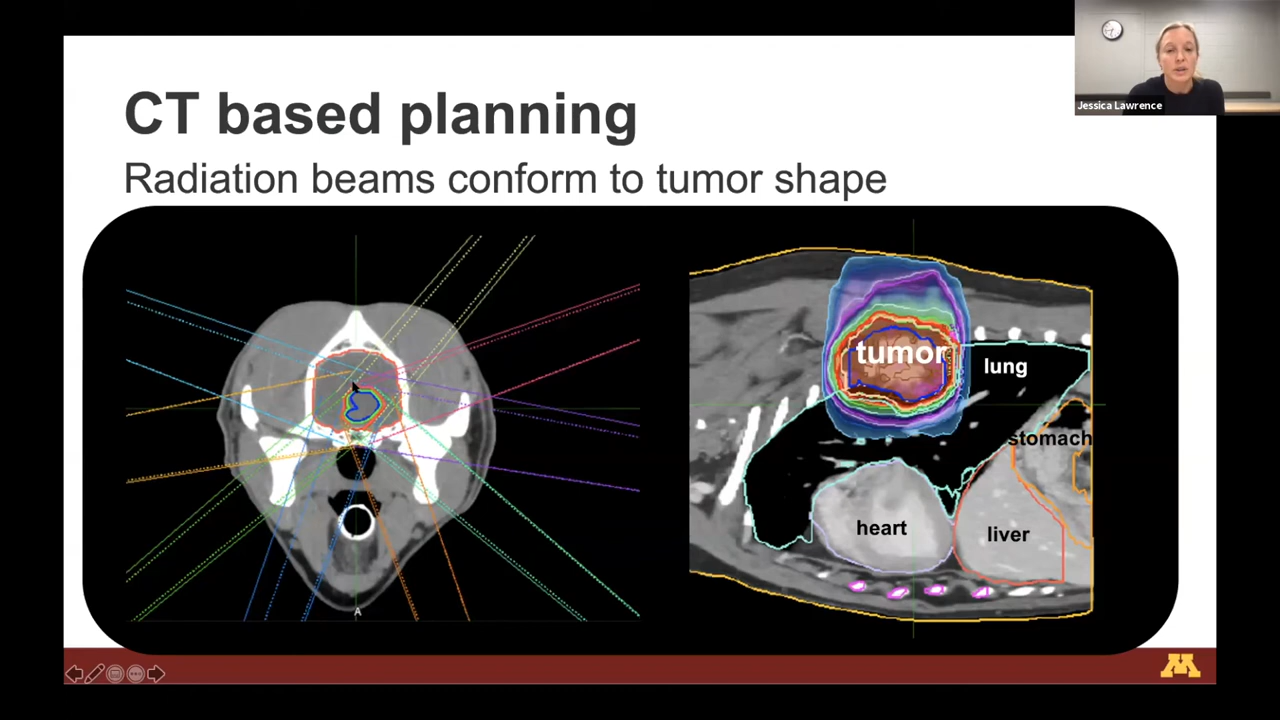 CT based planning
Radiation beams conform to tumor shape
Jessica Lawrence
tumor
lung
stomach
heart
liver
A
M